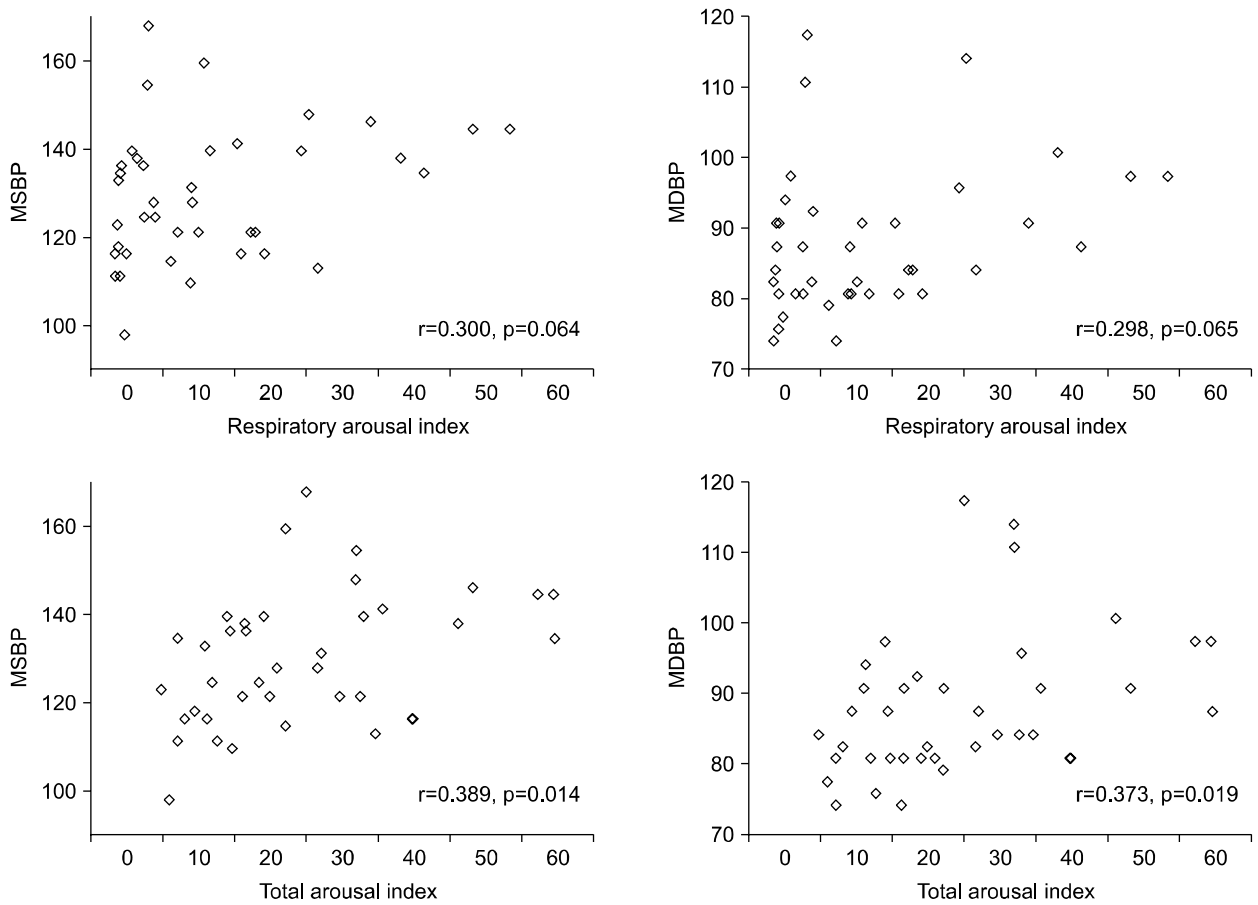 160
140
120
100
MSBP
r=0.300, p=0.064
0 10 20 30 40 50 60
Respiratory arousal index
120
110
100
90
80
70
MDBP
r=0.298, p=0.065
0 10 20 30 40 50 60
Respiratory arousal index
160
140
120
100
MSBP
r=0.389, p=0.014
0 10 20 30 40 50 60
Total arousal index
120
110
100
90
80
70
MDBP
r=0.373, p=0.019
0 10 20 30 40 50 60
Total arousal index